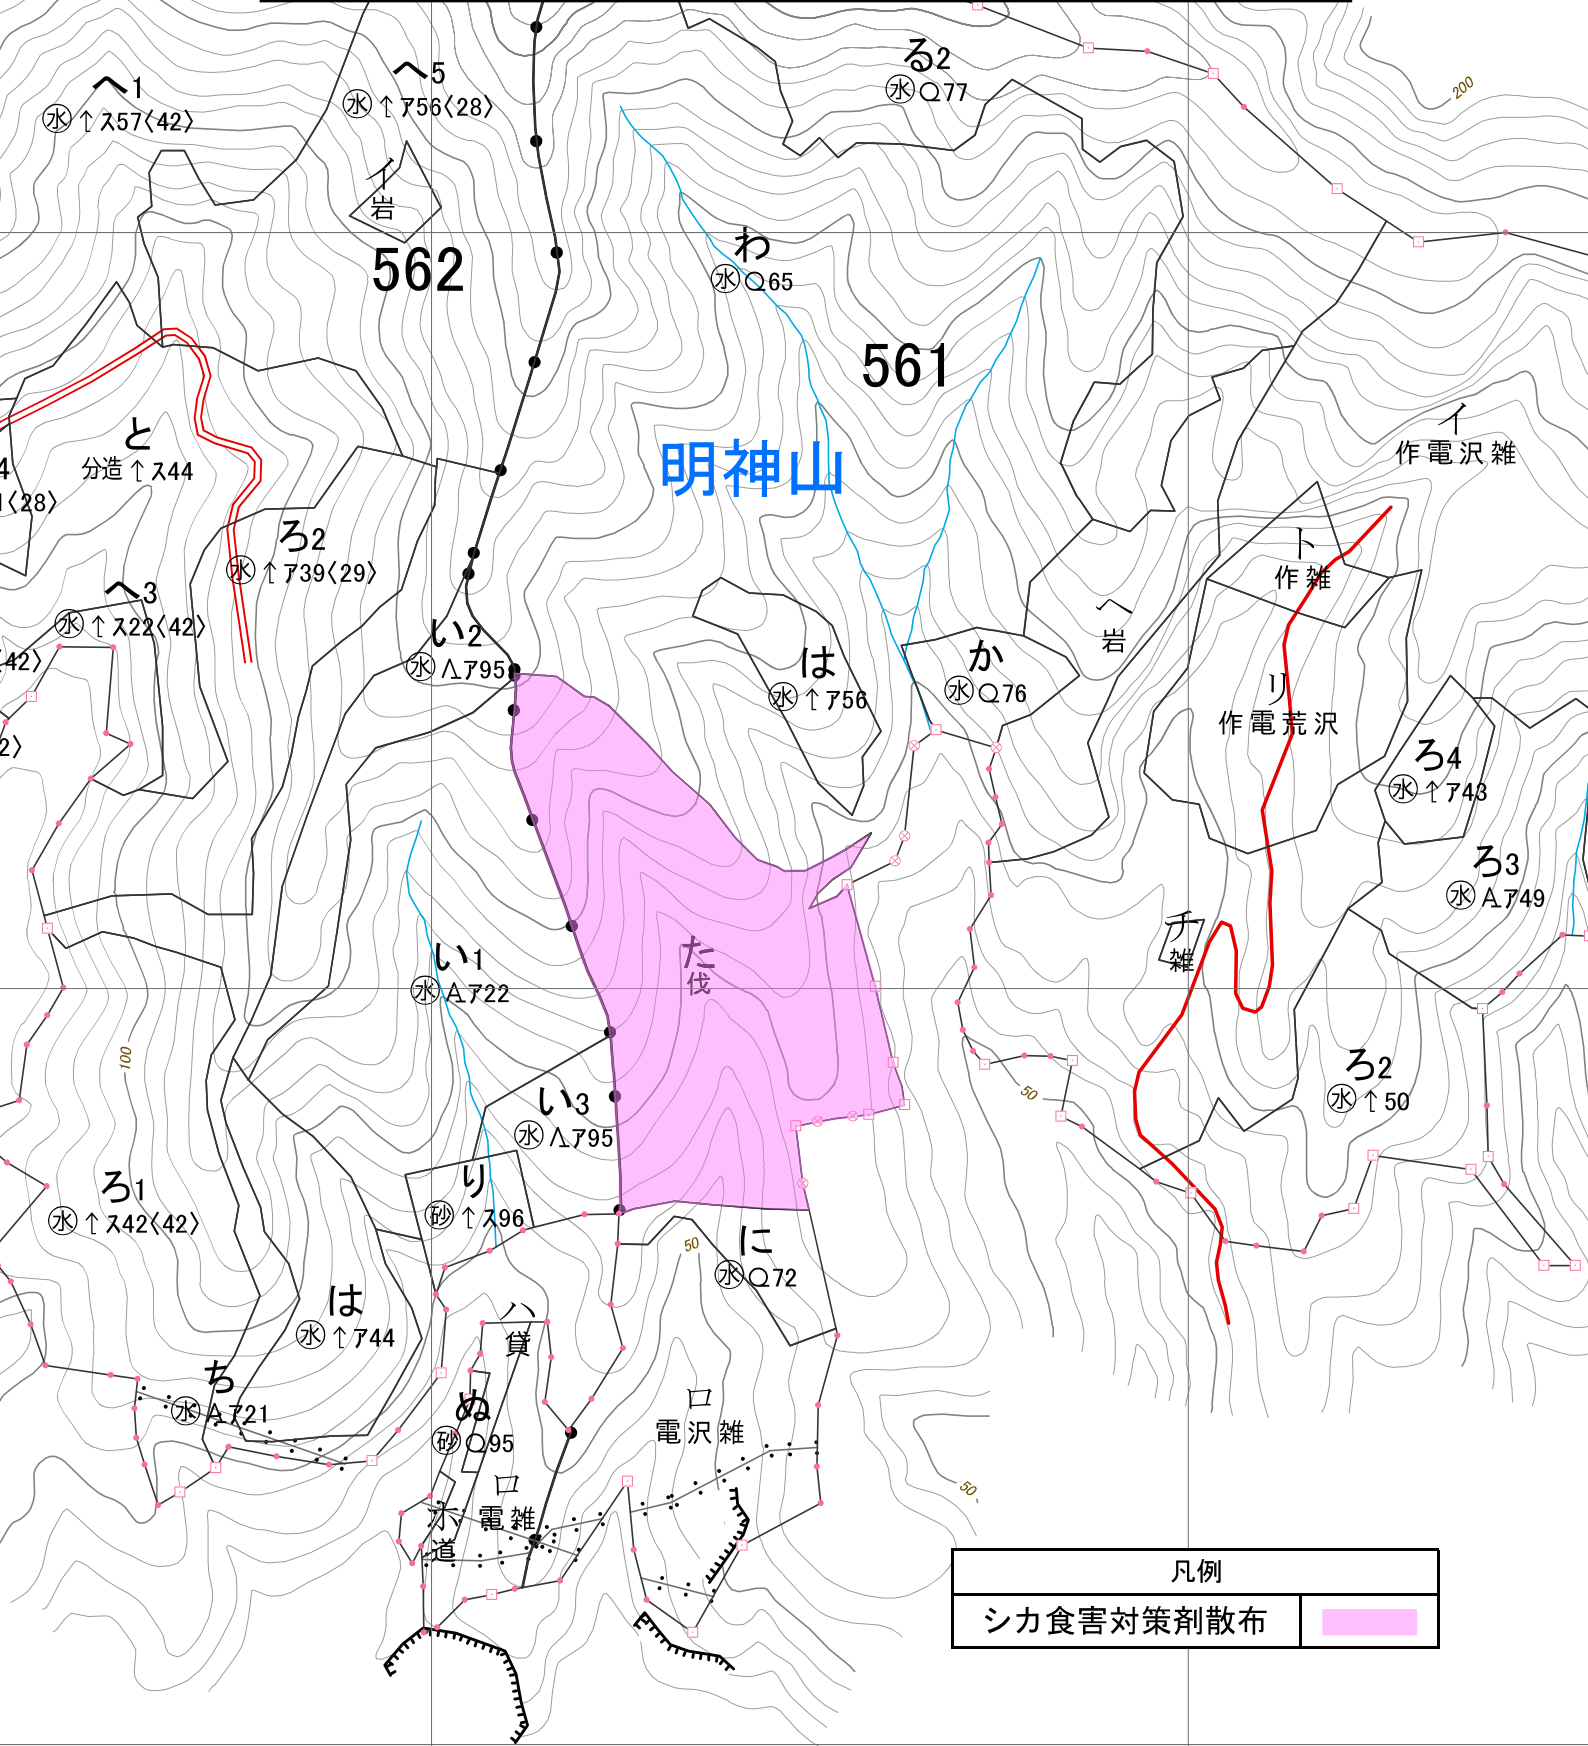 へ1
水↑ス57〈42〉
へ5
水↑ア56〈28〉
イ
岩
562
る2
水Q77
200
わ
水Q65
561
明神山
と
分造↑ス44
4
〈28〉
ろ2
水↑ア39〈29〉
へ3
水↑ス22〈42〉
42〉
2〉
い2
水Λア95
は
水↑ア56
か
水Q76
へ
岩
イ
作電沢雑
ト
作雑
リ
作電荒沢
ろ4
水↑ア43
ろ3
水Aア49
チ
雑
い1
水Aア22
た
伐
100
い3
水Λア95
り
砂↑ス96
ろ1
水↑ス42〈42〉
50
ろ2
水↑50
に
水Q72
50
は
水↑ア44
ち
水Aア21
ハ
貸
ぬ
砂Q95
ロ
電沢雑
ロ
電雑
ホ
道
50
凡例
シカ食害対策剤散布